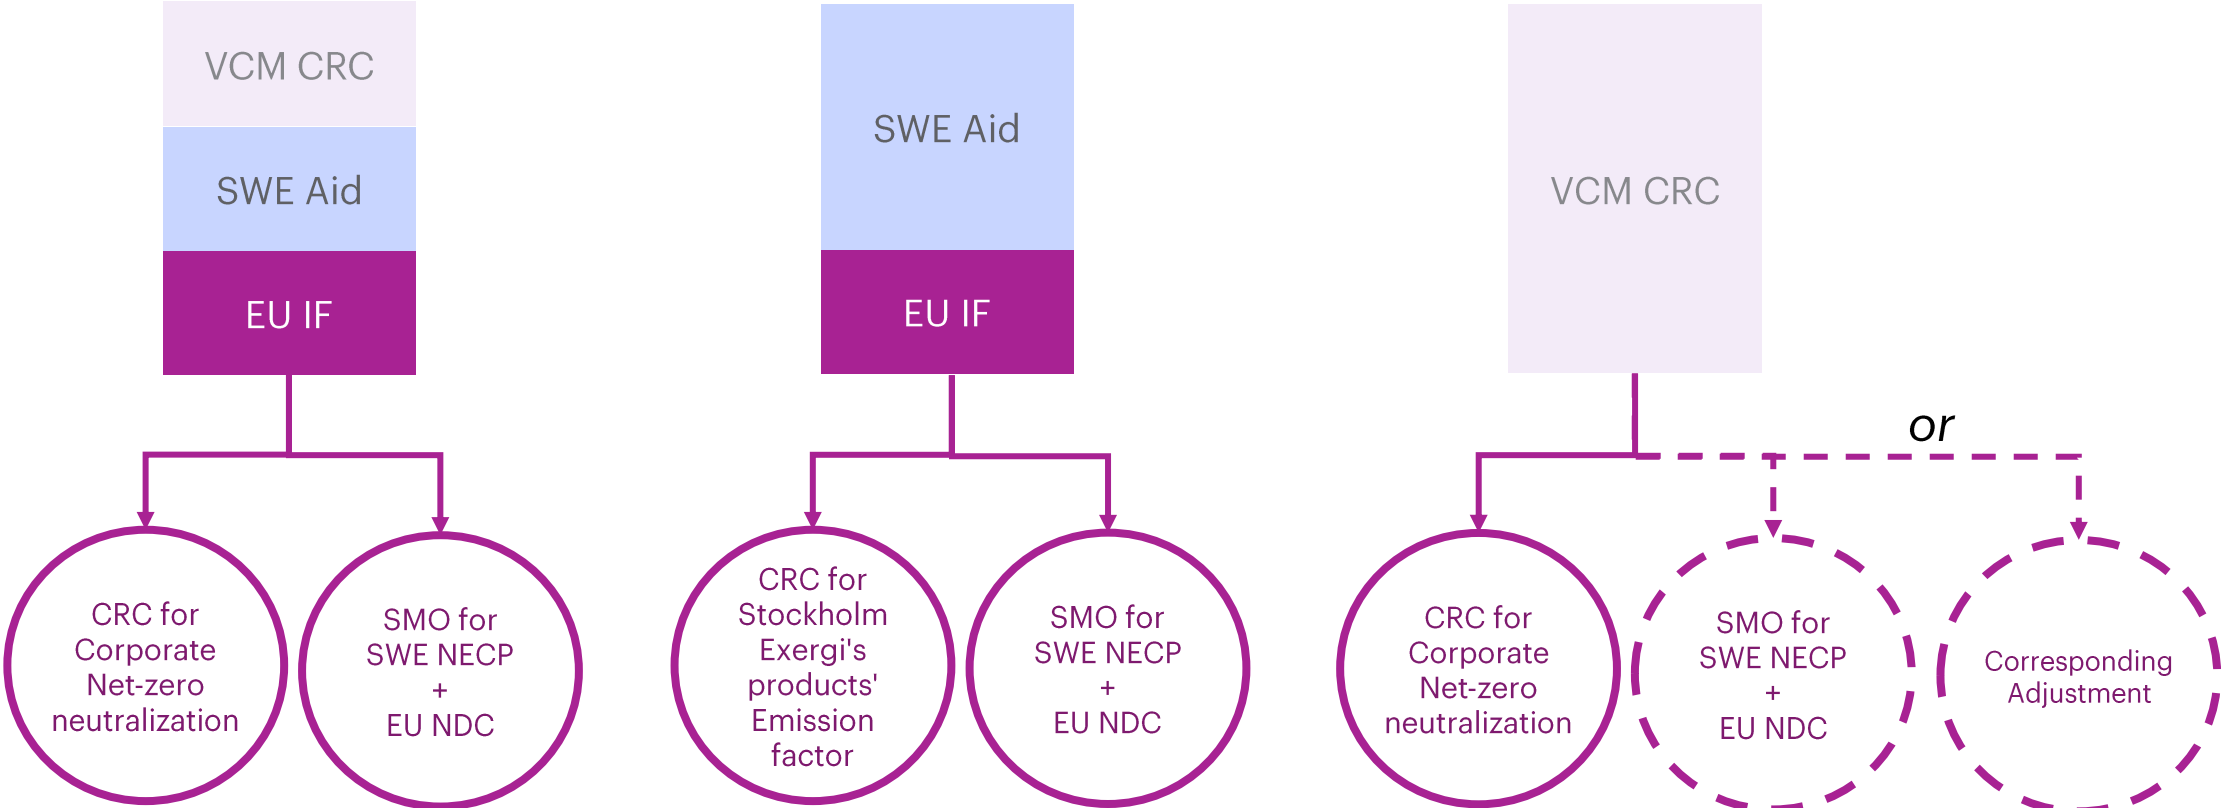 VCM CRC
SWE Aid
EU IF
CRC for
Corporate
Net-zero
neutralization
SMO for
SWE NECP
+
EU NDC
SWE Aid
EU IF
CRC for
Stockholm
Exergi's
products'
Emission
factor
SMO for
SWE NECP
+
EU NDC
VCM CRC
or
CRC for
Corporate
Net-zero
neutralization
SMO for
SWE NECP
+
EU NDC
Corresponding
Adjustment